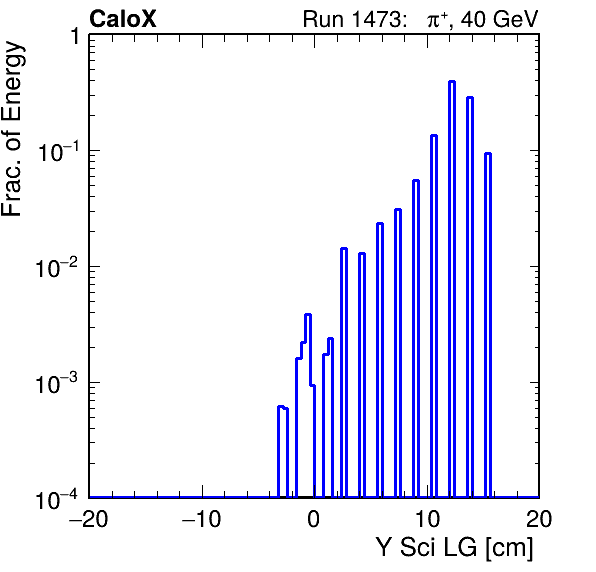 CaloX Run 1473: π⁺, 40 GeV
Frac. of Energy
1
10⁻¹
10⁻²
10⁻³
10⁻⁴
−20 −10 0 10 20
Y Sci LG [cm]